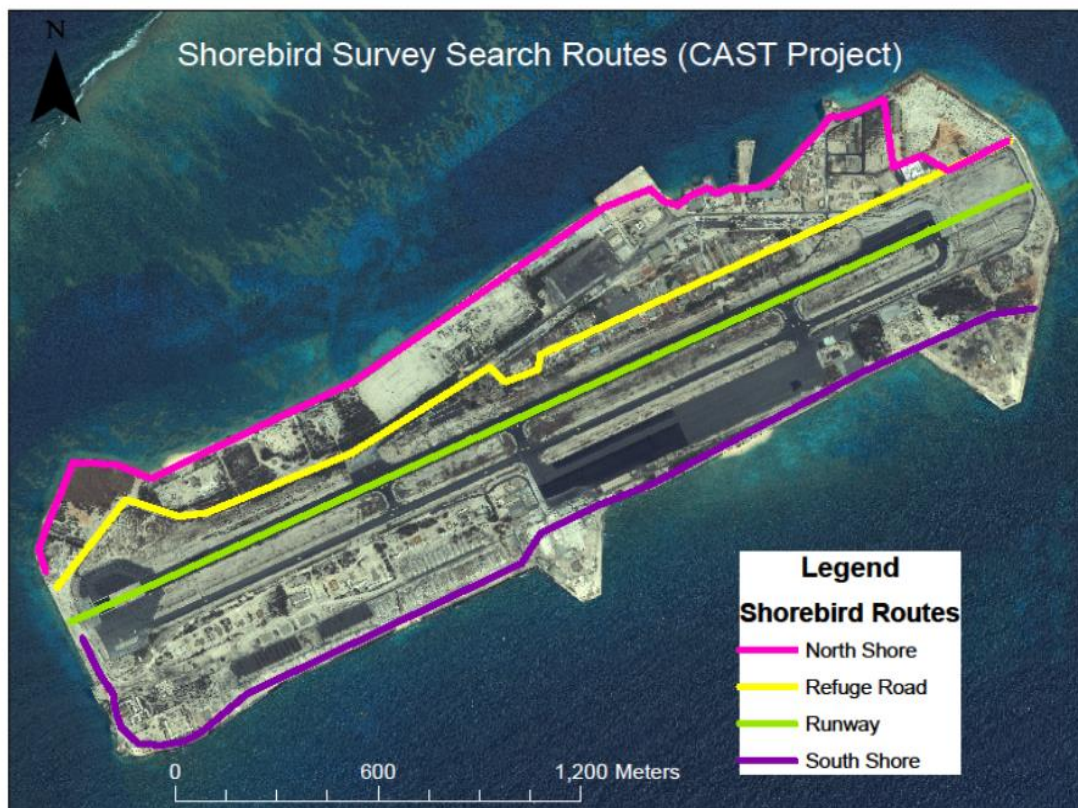 N
Shorebird Survey Search Routes (CAST Project)
Legend
Shorebird Routes
North Shore
Refuge Road
Runway
South Shore
0 600 1,200 Meters